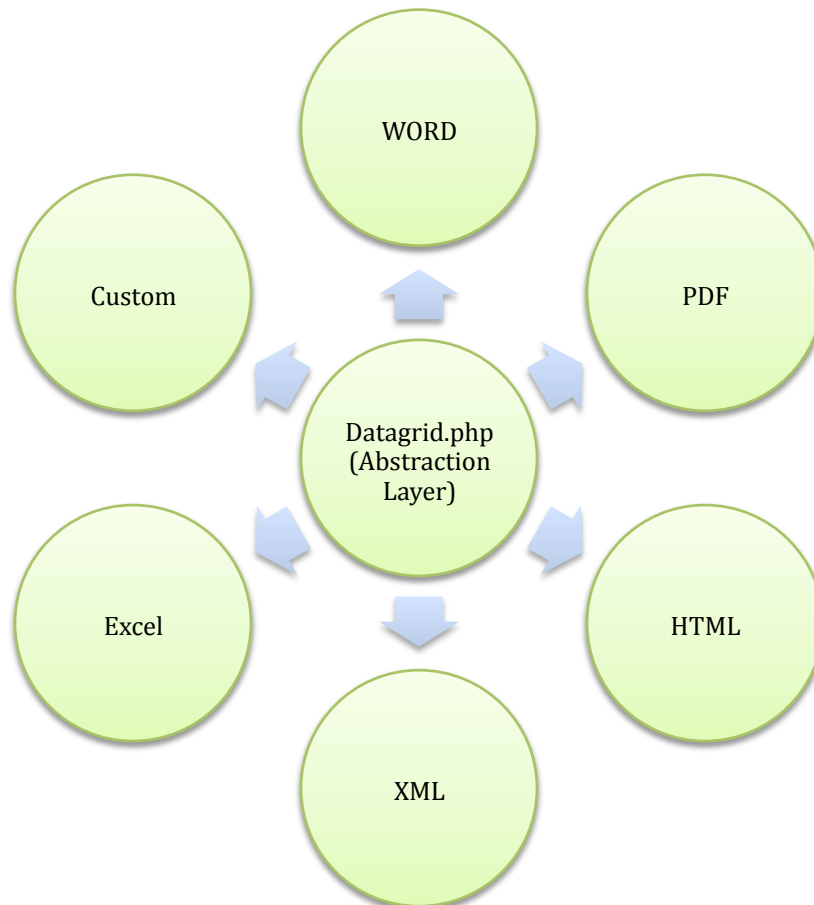 WORD
Custom
PDF
Datagrid.php
(Abstraction
Layer)
Excel
HTML
XML